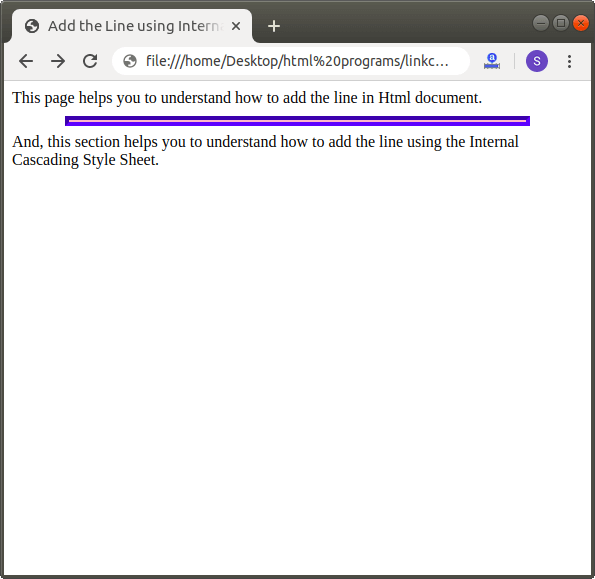 Add the Line using Intern
file:///home/Desktop/html%20programs/linkc...
a
S
This page helps you to understand how to add the line in Html document.
And, this section helps you to understand how to add the line using the Internal
Cascading Style Sheet.